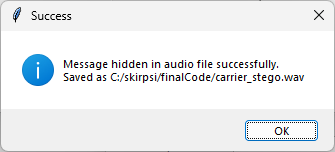 Success
Message hidden in audio file successfully.
Saved as C:/skirpsi/finalCode/carrier_stego.wav
OK